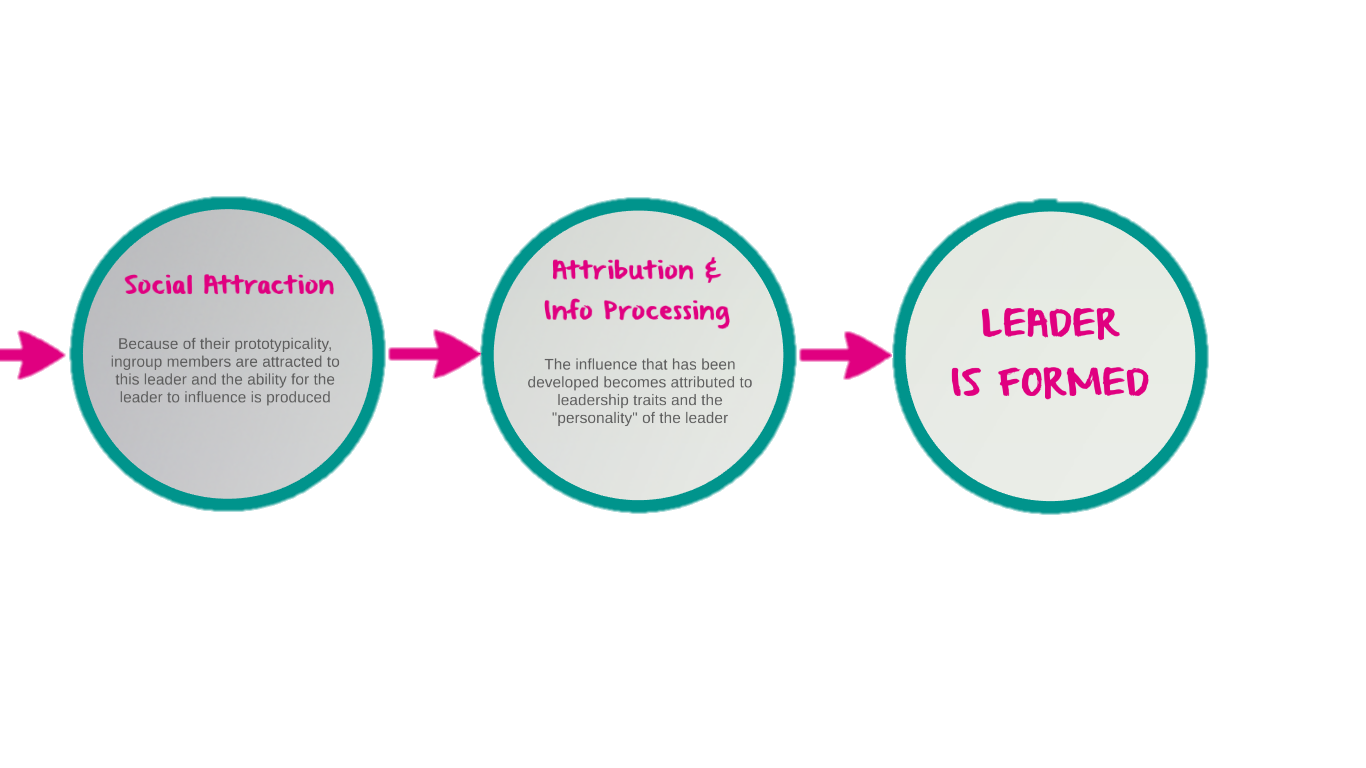 Social Attraction
Because of their prototypicality,
ingroup members are attracted to
this leader and the ability for the
leader to influence is produced
Attribution &
Info Processing
The influence that has been
developed becomes attributed to
leadership traits and the
"personality" of the leader
LEADER
IS FORMED